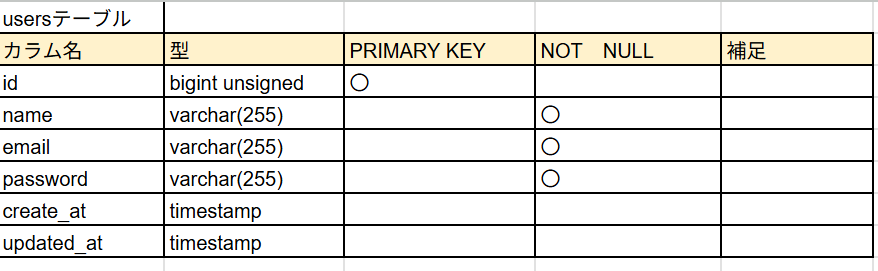 usersテーブル
カラム名 型 PRIMARY KEY NOT　NULL 補足
id bigint unsigned 〇
name varchar(255) 〇
email varchar(255) 〇
password varchar(255) 〇
create_at timestamp
updated_at timestamp